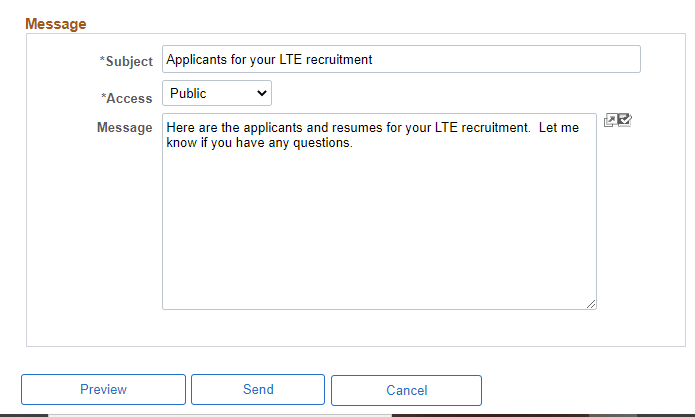 Message
*Subject Applicants for your LTE recruitment
*Access Public
Message Here are the applicants and resumes for your LTE recruitment.  Let me
know if you have any questions.
Preview Send Cancel